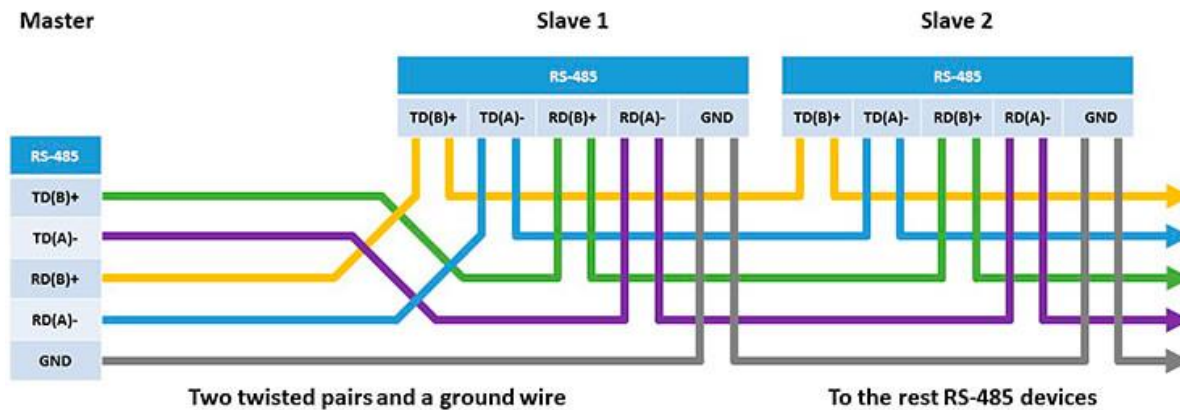 Master
Slave 1
Slave 2
RS-485
RS-485
TD(B)+ TD(A)- RD(B)+ RD(A)- GND
TD(B)+ TD(A)- RD(B)+ RD(A)- GND
RS-485
TD(B)+
TD(A)-
RD(B)+
RD(A)-
GND
Two twisted pairs and a ground wire
To the rest RS-485 devices